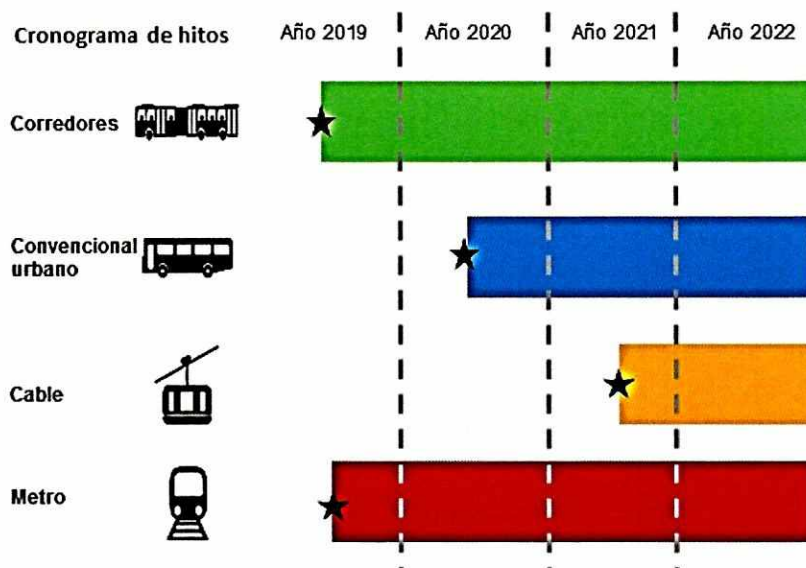 Cronograma de hitos
Año 2019
Año 2020
Año 2021
Año 2022
Corredores
Convencional
urbano
Cable
Metro